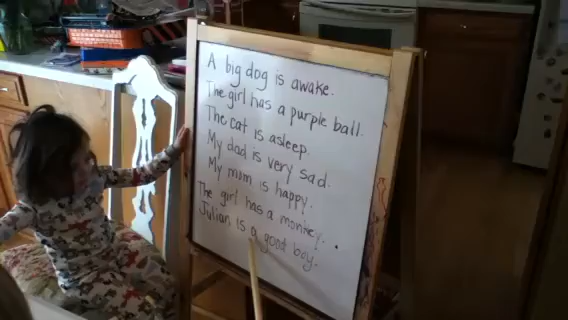 A big dog is awake.
The girl has a purple ball.
The cat is asleep.
My dad is very sad.
My mom is happy.
The girl has a monkey.
Julian is a good boy.